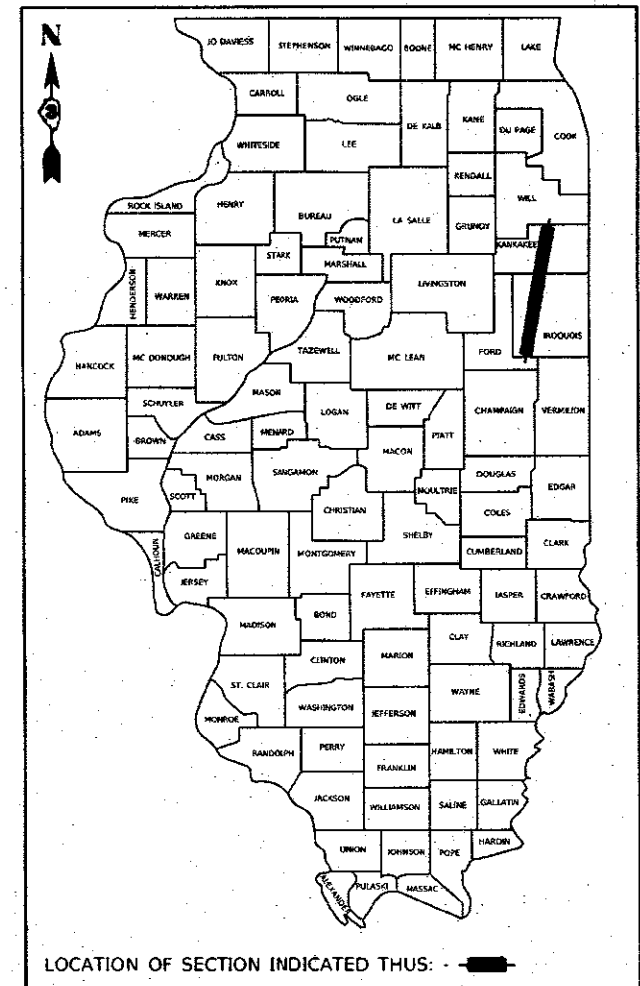 N
3
JO DAVIESS STEPHENSON WINNEBAGO BOONE MC HENRY LAKE
CARROLL OGLE DE KALB KANE DU PAGE COOK
WHITESIDE LEE KENDALL WILL
ROCK ISLAND HENRY BUREAU LA SALLE GRUNDY KANKAKEE
MERCER STARK PUTNAM MARSHALL LIVINGSTON
HENDERSON WARREN KNOX PEORIA WOODFORD FORD IROQUOIS
HANCOCK MC DONOUGH FULTON TAZEWELL MC LEAN
SCHUYLER MASON LOGAN DE WITT CHAMPAIGN VERMILION
ADAMS BROWN CASS MENARD MACON PIATT
PIKE SCOTT MORGAN SANGAMON MOULTRIE DOUGLAS EDGAR
CHRISTIAN COLES
CALHOUN GREENE MACOUPIN MONTGOMERY SHELBY CUMBERLAND CLARK
JERSEY FAYETTE EFFINGHAM JASPER CRAWFORD
MADISON BOND CLAY RICHLAND LAWRENCE
CLINTON MARION
ST. CLAIR WAYNE EDWARDS WABASH
MONROE WASHINGTON JEFFERSON
RANDOLPH PERRY HAMILTON WHITE
FRANKLIN
JACKSON WILLIAMSON SALINE GALLATIN
UNION JOHNSON POPE HARDIN
ALEXANDER PULASKI MASSAC
LOCATION OF SECTION INDICATED THUS: -